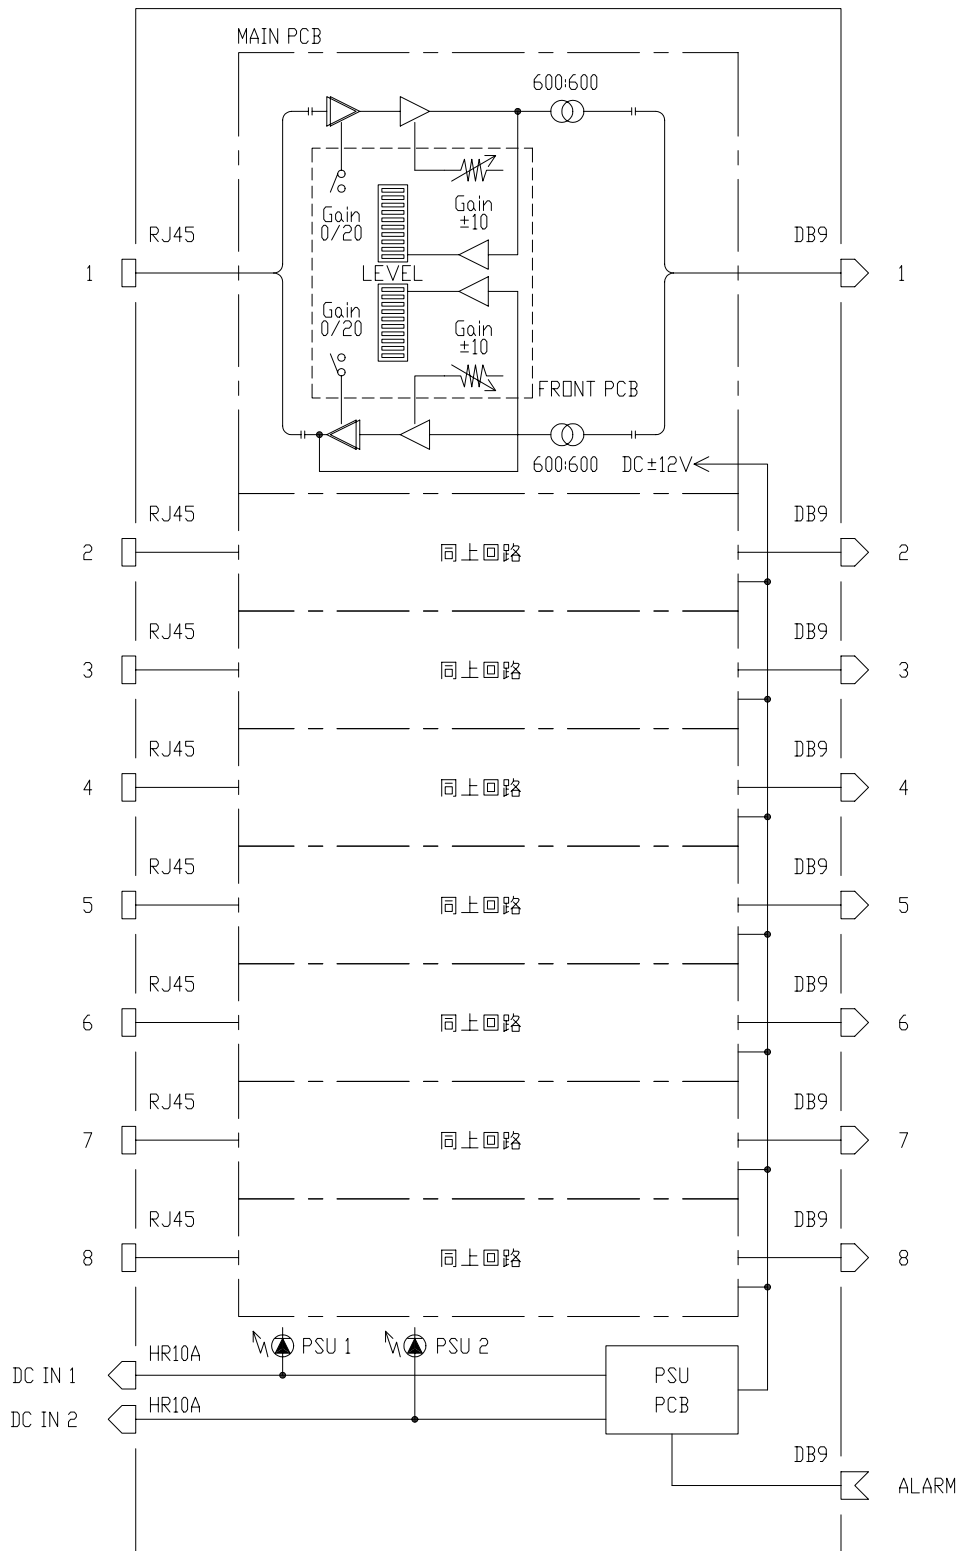 MAIN PCB
600:600
RJ45
Gain
0/20
Gain
±10
DB9
1
LEVEL
1
Gain
0/20
Gain
±10
FRONT PCB
600:600
DC±12V
RJ45
DB9
2
同上回路
2
RJ45
DB9
3
同上回路
3
RJ45
DB9
4
同上回路
4
RJ45
DB9
5
同上回路
5
RJ45
DB9
6
同上回路
6
RJ45
DB9
7
同上回路
7
RJ45
DB9
8
同上回路
8
PSU 1
PSU 2
HR10A
DC IN 1
PSU
PCB
HR10A
DC IN 2
DB9
ALARM